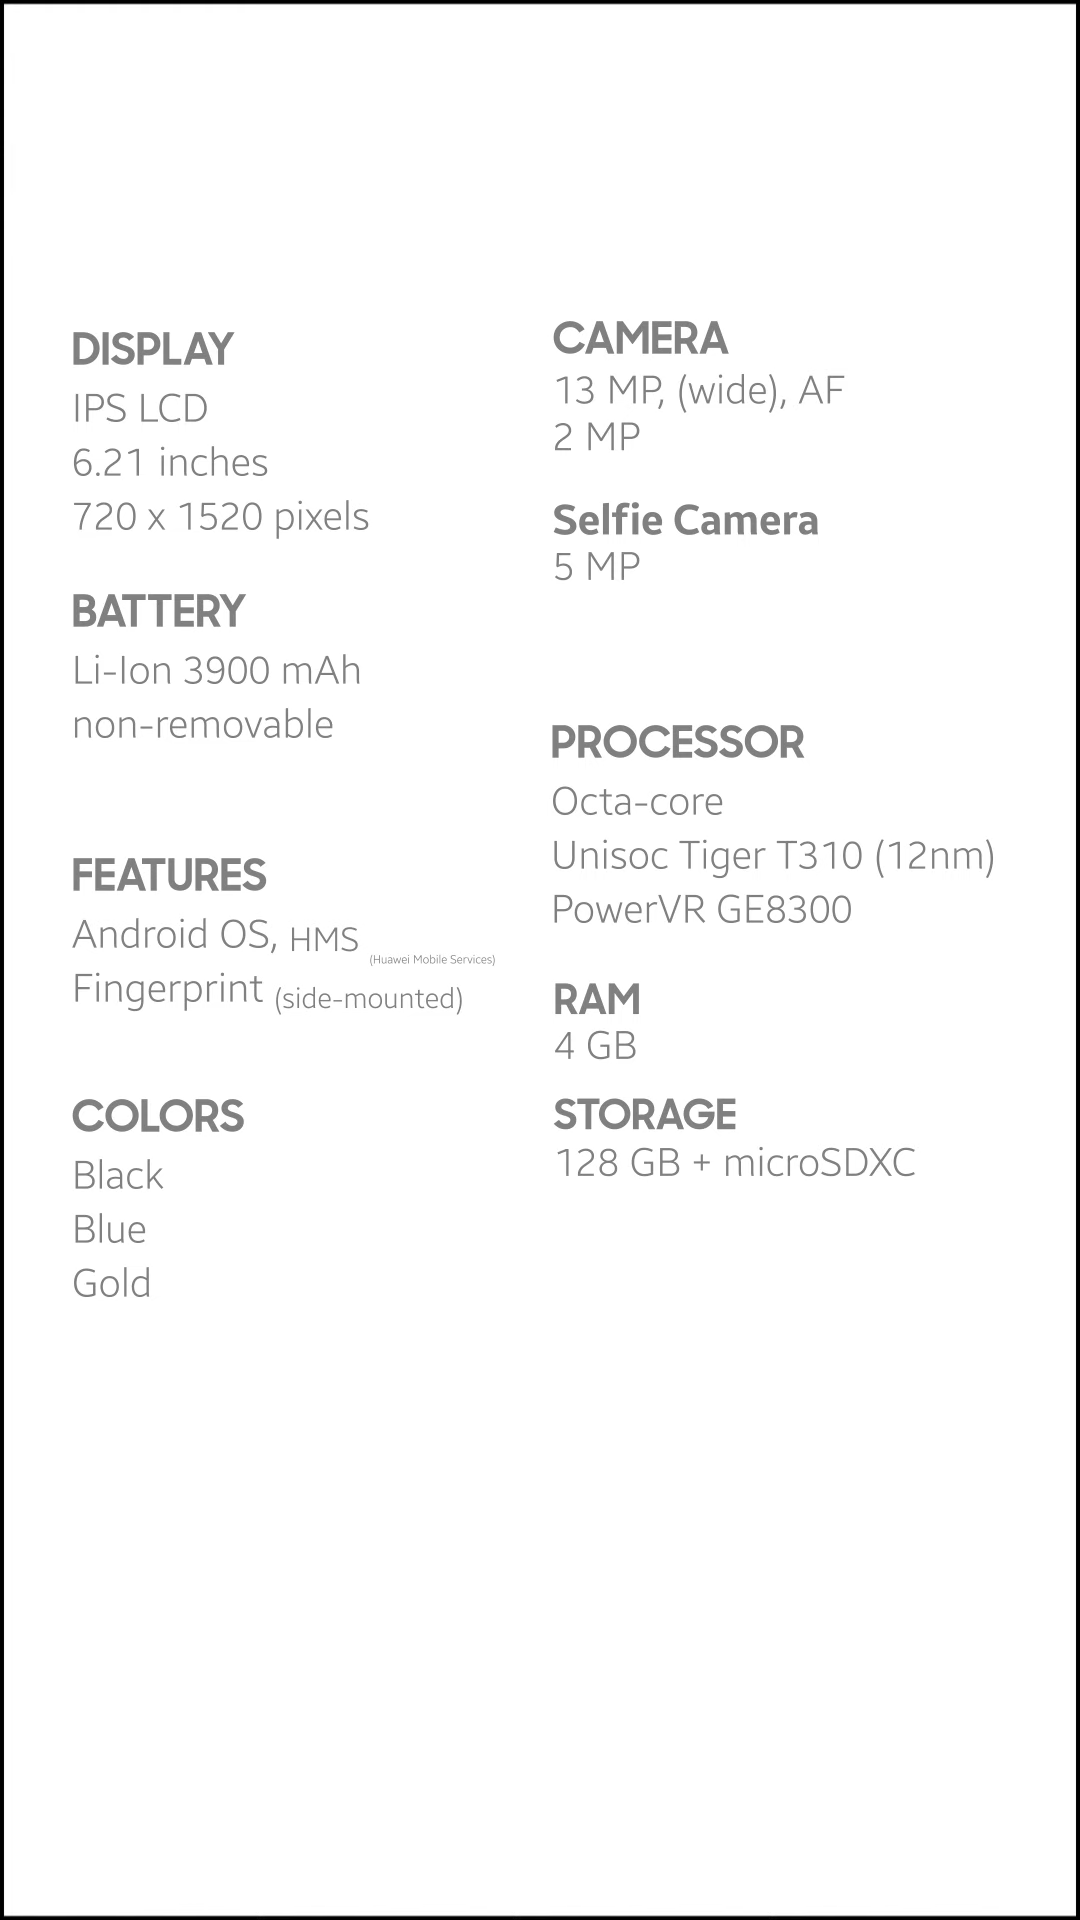 DISPLAY
IPS LCD
6.21 inches
720 x 1520 pixels
BATTERY
Li-Ion 3900 mAh
non-removable
FEATURES
Android OS, HMS (Huawei Mobile Services)
Fingerprint (side-mounted)
COLORS
Black
Blue
Gold
CAMERA
13 MP, (wide), AF
2 MP
Selfie Camera
5 MP
PROCESSOR
Octa-core
Unisoc Tiger T310 (12nm)
PowerVR GE8300
RAM
4 GB
STORAGE
128 GB + microSDXC